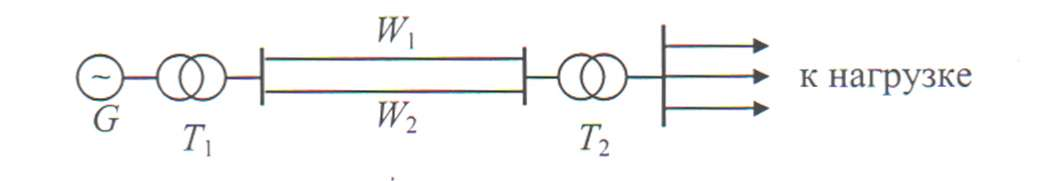 W₁
~
к нагрузке
G
W₂
T₁
T₂